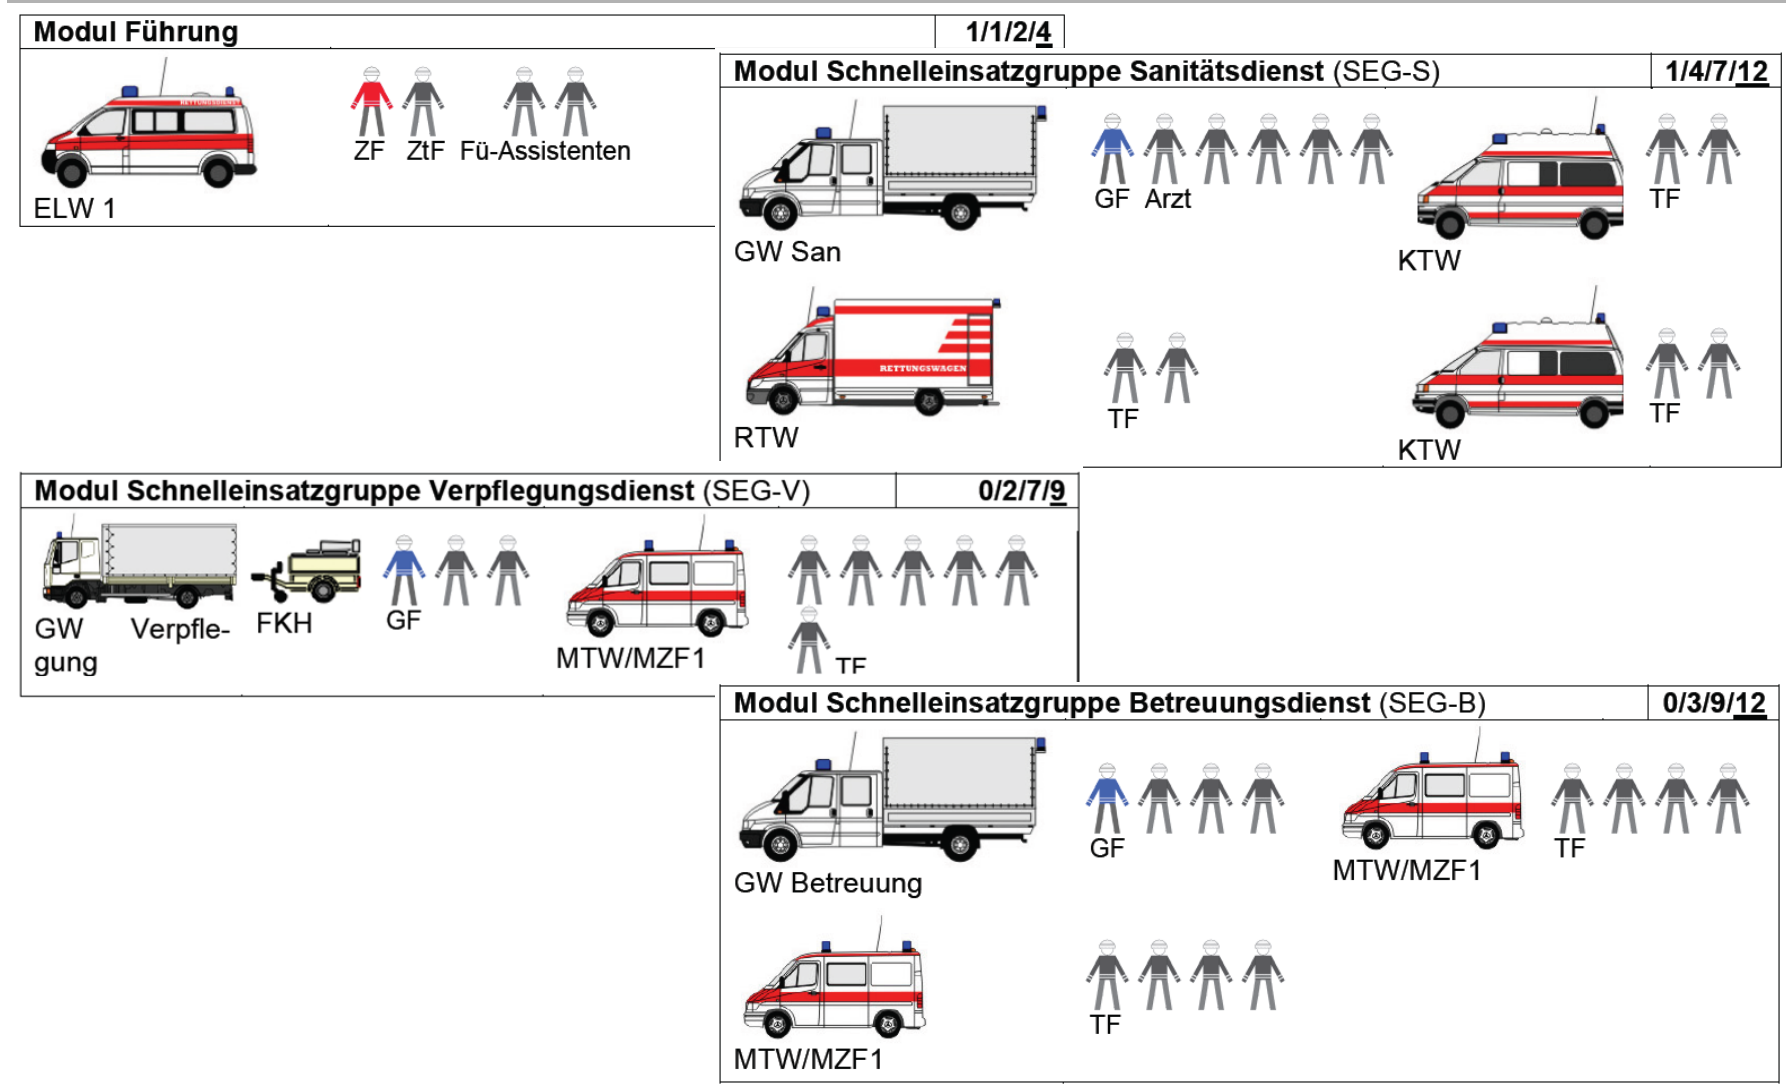 Modul Führung 1/1/2/4
RETTUNGSDIENST
ZF ZtF Fü-Assistenten
ELW 1
Modul Schnelleinsatzgruppe Sanitätsdienst (SEG-S) 1/4/7/12
GF Arzt TF
GW San KTW
RETTUNGSWAGEN
TF TF
RTW KTW
Modul Schnelleinsatzgruppe Verpflegungsdienst (SEG-V) 0/2/7/9
GW Verpfle- FKH GF
gung MTW/MZF1 TF
Modul Schnelleinsatzgruppe Betreuungsdienst (SEG-B) 0/3/9/12
GF TF
GW Betreuung MTW/MZF1
TF
MTW/MZF1